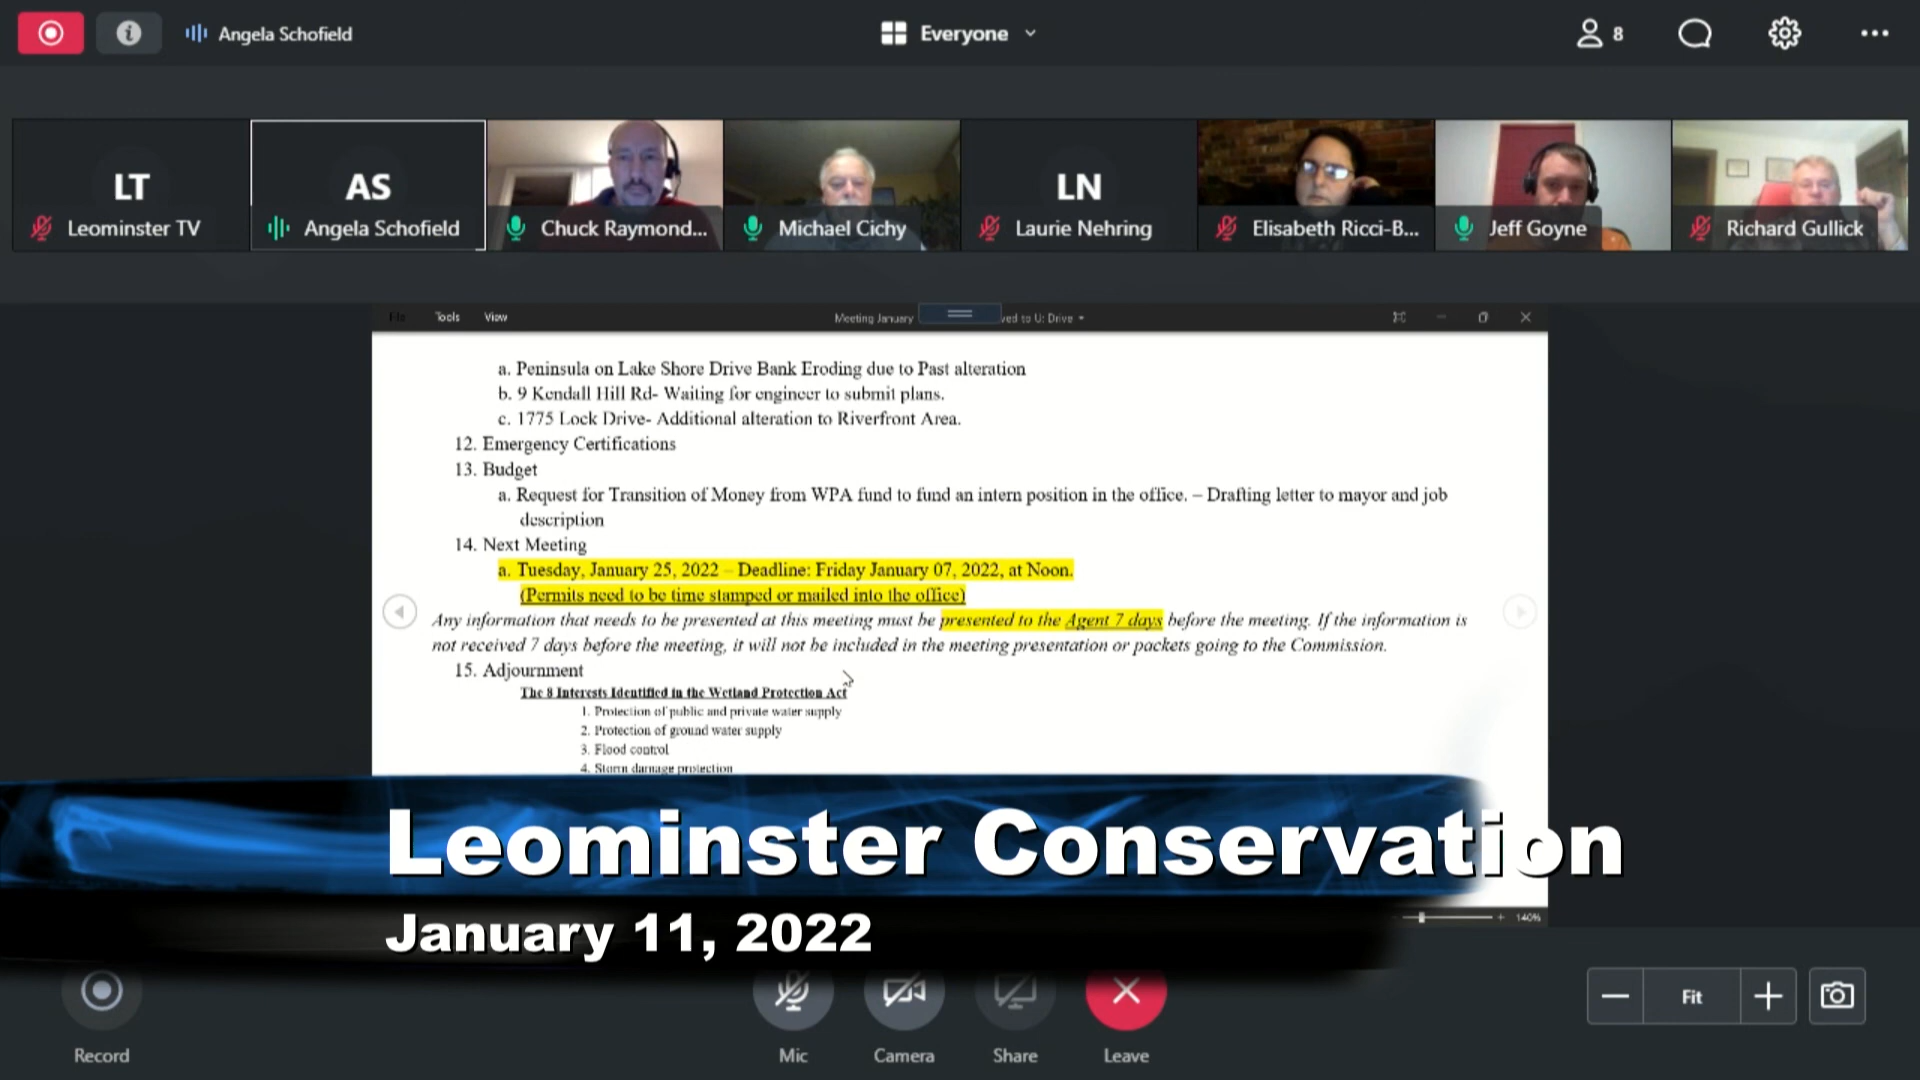 Angela Schofield
Everyone
8
LT
Leominster TV
AS
Angela Schofield
Chuck Raymond...
Michael Cichy
LN
Laurie Nehring
Elisabeth Ricci-B...
Jeff Goyne
Richard Gullick
File Tools View
Meeting January
ved to U: Drive
a. Peninsula on Lake Shore Drive Bank Eroding due to Past alteration
b. 9 Kendall Hill Rd- Waiting for engineer to submit plans.
c. 1775 Lock Drive- Additional alteration to Riverfront Area.
12. Emergency Certifications
13. Budget
a. Request for Transition of Money from WPA fund to fund an intern position in the office. – Drafting letter to mayor and job
description
14. Next Meeting
a. Tuesday, January 25, 2022 – Deadline: Friday January 07, 2022, at Noon.
(Permits need to be time stamped or mailed into the office)
Any information that needs to be presented at this meeting must be presented to the Agent 7 days before the meeting. If the information is
not received 7 days before the meeting, it will not be included in the meeting presentation or packets going to the Commission.
15. Adjournment
The 8 Interests Identified in the Wetland Protection Act
1. Protection of public and private water supply
2. Protection of ground water supply
3. Flood control
4. Storm damage protection
Leominster Conservation
January 11, 2022
140%
Record
Mic
Camera
Share
Leave
Fit